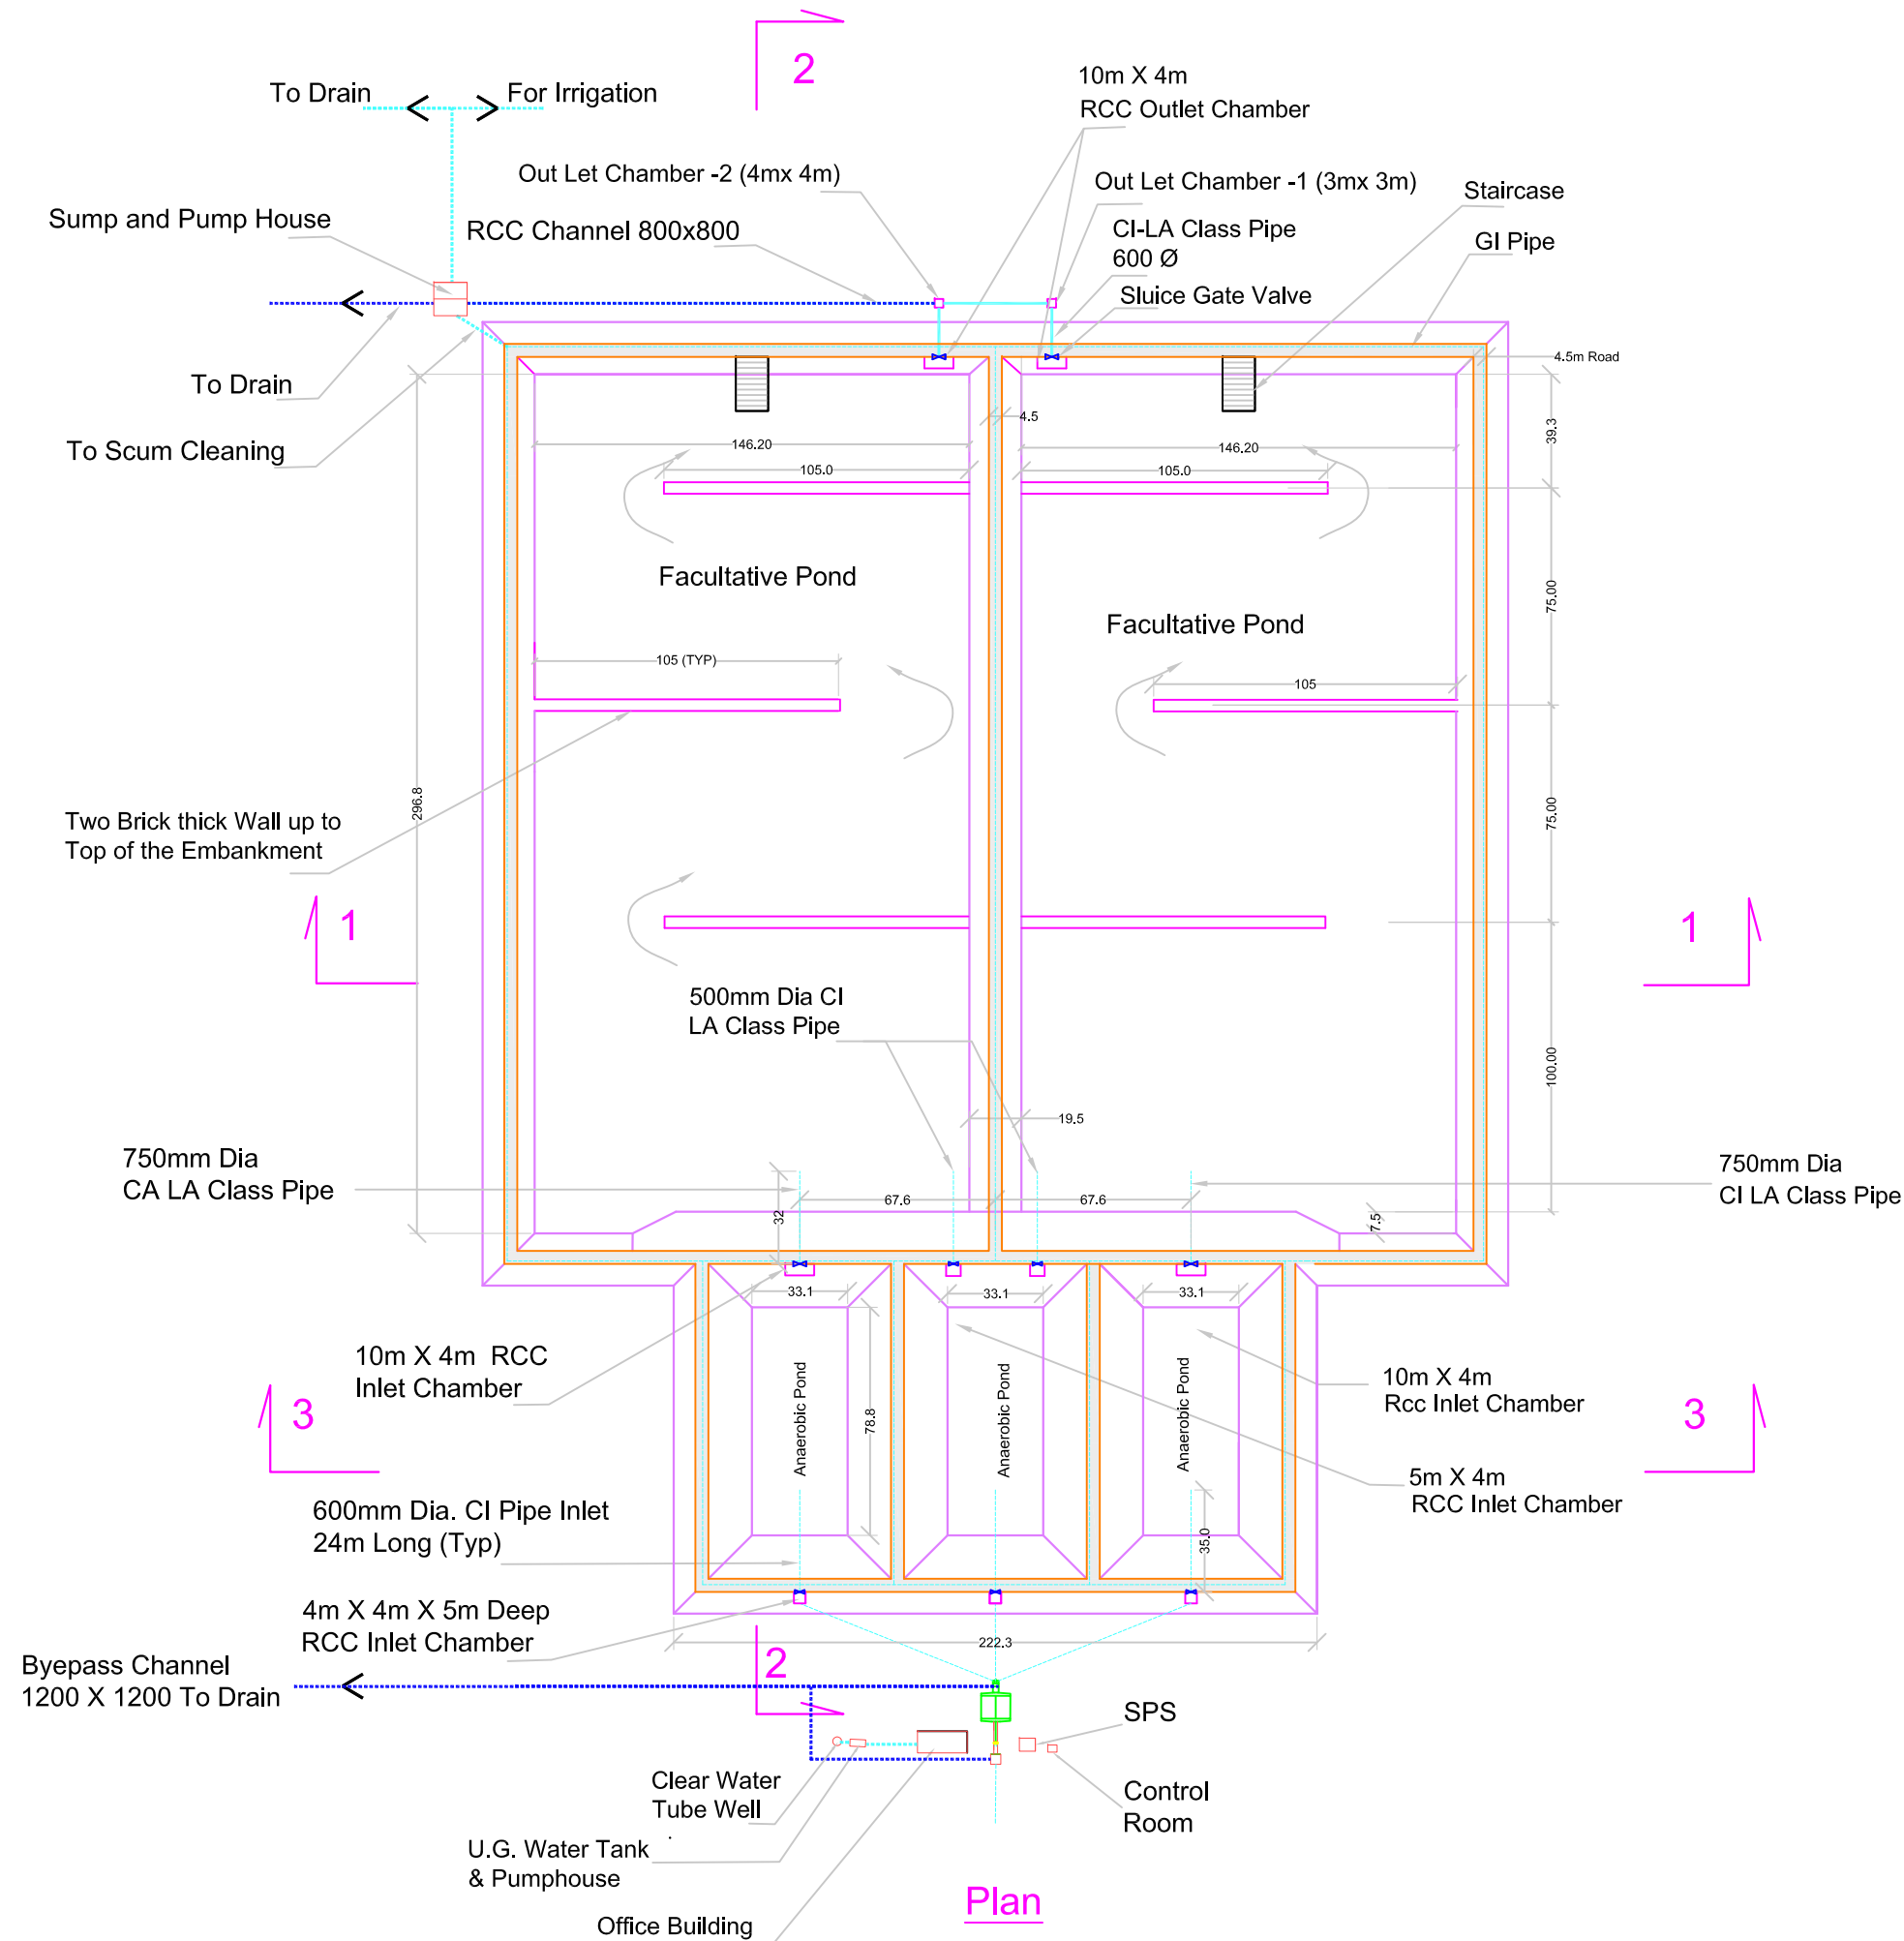 2
To Drain
For Irrigation
10m X 4m
RCC Outlet Chamber
Out Let Chamber -2 (4mx 4m)
Out Let Chamber -1 (3mx 3m)
Staircase
Sump and Pump House
RCC Channel 800x800
CI-LA Class Pipe
600 Ø
GI Pipe
Sluice Gate Valve
4.5m Road
To Drain
4.5
39.3
To Scum Cleaning
146.20
146.20
105.0
105.0
Facultative Pond
75.00
Facultative Pond
105 (TYP)
105
296.8
75.00
Two Brick thick Wall up to
Top of the Embankment
1
1
500mm Dia CI
LA Class Pipe
100.00
19.5
750mm Dia
CA LA Class Pipe
750mm Dia
CI LA Class Pipe
67.6
67.6
32
7.5
33.1
33.1
33.1
10m X 4m  RCC
Inlet Chamber
10m X 4m
Rcc Inlet Chamber
3
3
Anaerobic Pond
78.8
Anaerobic Pond
Anaerobic Pond
5m X 4m
RCC Inlet Chamber
600mm Dia. CI Pipe Inlet
24m Long (Typ)
35.0
4m X 4m X 5m Deep
RCC Inlet Chamber
222.3
2
Byepass Channel
1200 X 1200 To Drain
SPS
Clear Water
Tube Well
Control
Room
U.G. Water Tank
& Pumphouse
Office Building
Plan